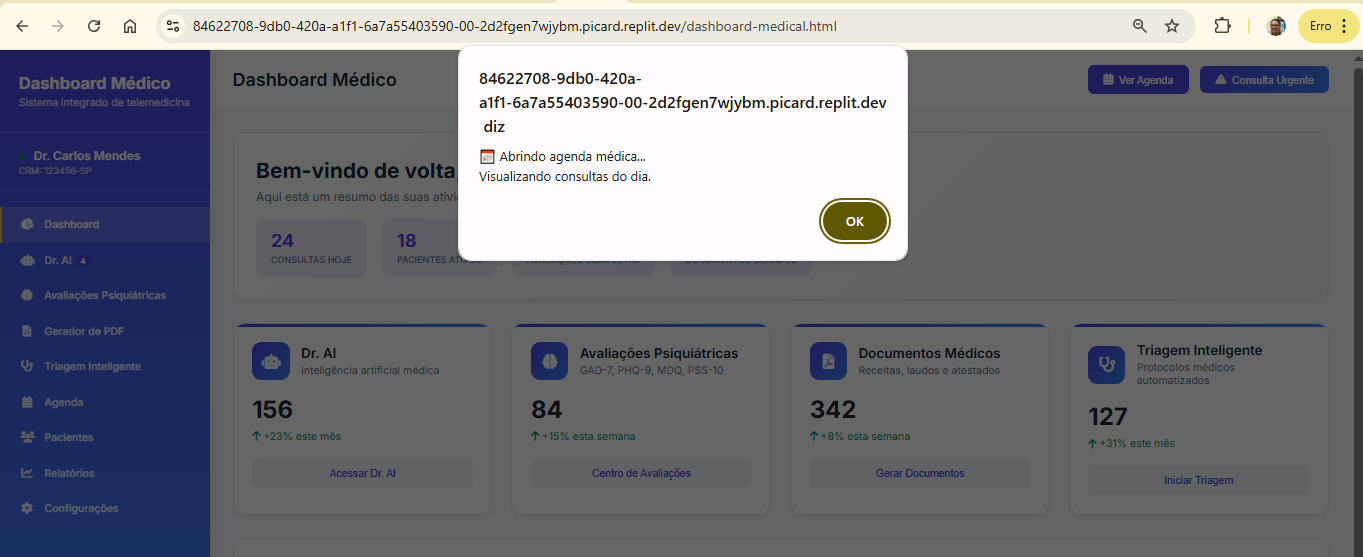 84622708-9db0-420a-a1f1-6a7a55403590-00-2d2fgen7wjybm.picard.replit.dev/dashboard-medical.html
Erro
84622708-9db0-420a-
a1f1-6a7a55403590-00-2d2fgen7wjybm.picard.replit.dev
diz
Abrindo agenda médica...
Visualizando consultas do dia.
OK
Dashboard Médico
Sistema integrado de telemedicina
Dr. Carlos Mendes
CRM: 123456-SP
Dashboard
Dr. AI 4
Avaliações Psiquiátricas
Gerador de PDF
Triagem Inteligente
Agenda
Pacientes
Relatórios
Configurações
Dashboard Médico
Ver Agenda
Consulta Urgente
Bem-vindo de volta,
Aqui está um resumo das suas
24
CONSULTAS HOJE
18
PACIENTES ATIVOS
Dr. AI
Inteligência artificial médica
156
+23% este mês
Acessar Dr. AI
Avaliações Psiquiátricas
GAD-7, PHQ-9, MDQ, PSS-10
84
+15% esta semana
Centro de Avaliações
Documentos Médicos
Receitas, laudos e atestados
342
+8% esta semana
Gerar Documentos
Triagem Inteligente
Protocolos médicos
automatizados
127
+31% este mês
Iniciar Triagem